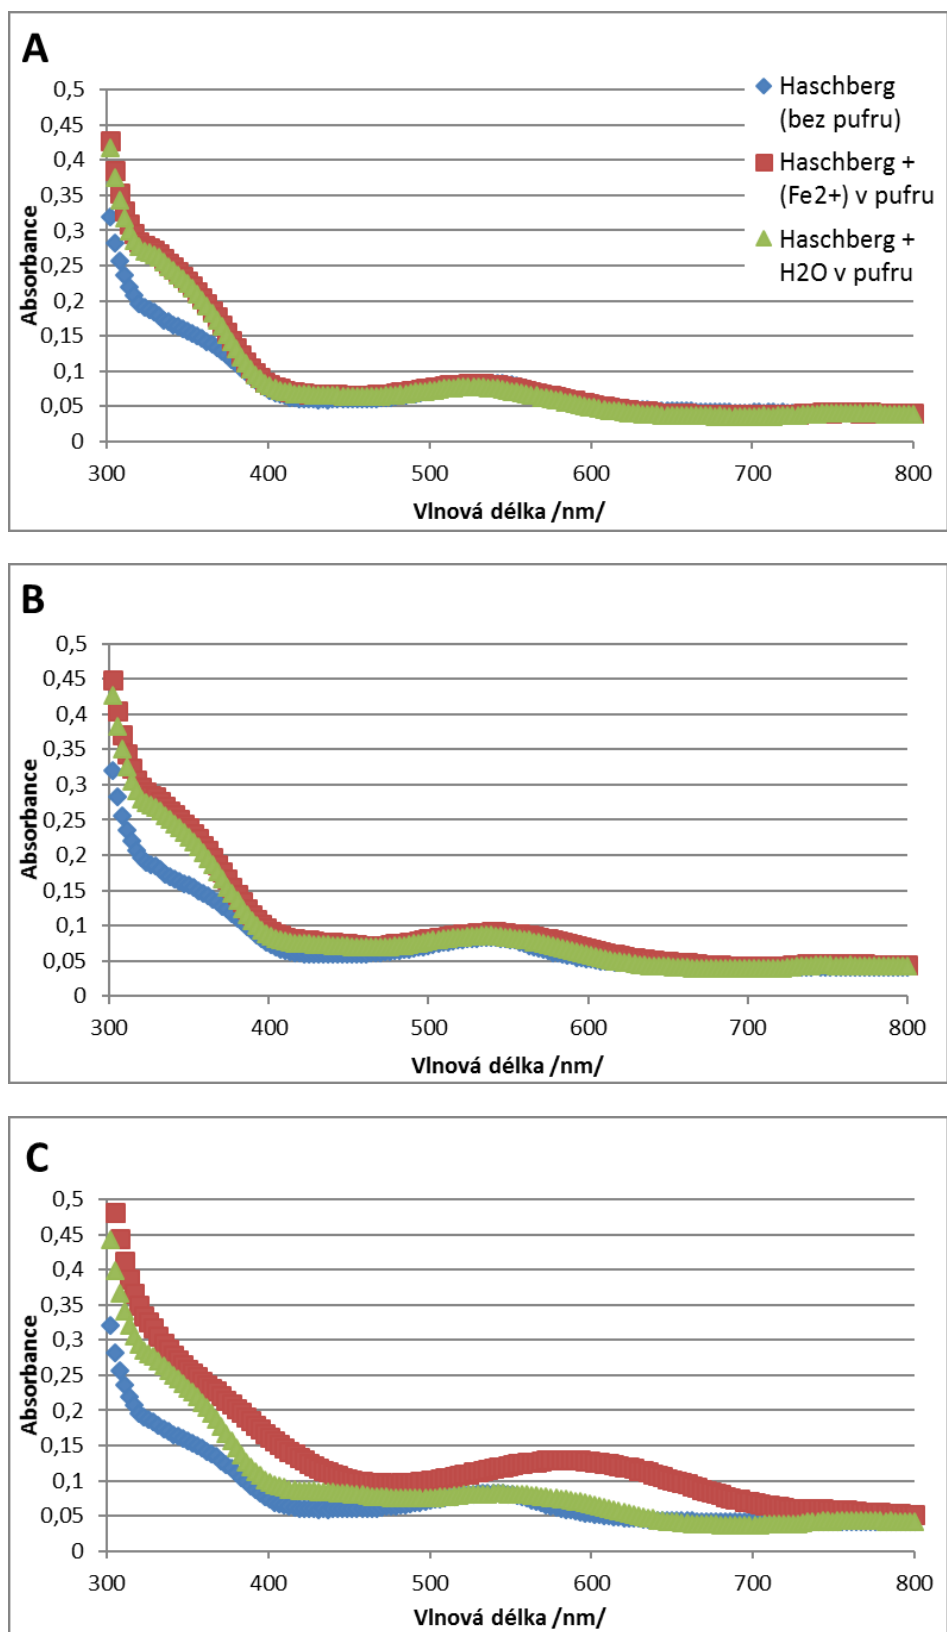 A
Haschberg
(bez pufru)
Haschberg +
(Fe2+) v pufru
Haschberg +
H2O v pufru
Absorbance
0,5
0,45
0,4
0,35
0,3
0,25
0,2
0,15
0,1
0,05
0
300 400 500 600 700 800
Vlnová délka /nm/
B
Absorbance
0,5
0,45
0,4
0,35
0,3
0,25
0,2
0,15
0,1
0,05
0
300 400 500 600 700 800
Vlnová délka /nm/
C
Absorbance
0,5
0,45
0,4
0,35
0,3
0,25
0,2
0,15
0,1
0,05
0
300 400 500 600 700 800
Vlnová délka /nm/